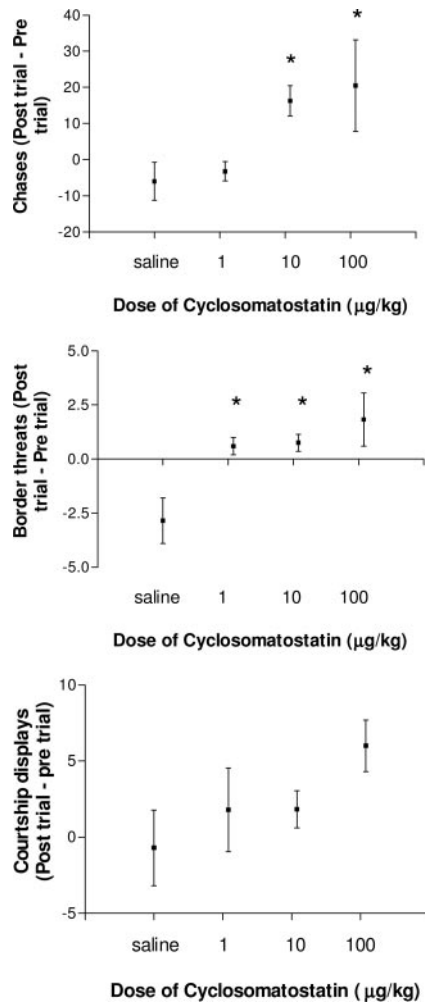 Chases (Post trial - Pre
trial)
40
30
20
10
0
-10
-20
*
*
saline 1 10 100
Dose of Cyclosomatostatin (μg/kg)
Border threats (Post
trial - Pre trial)
5.0
2.5
0.0
-2.5
-5.0
*
*
*
saline 1 10 100
Dose of Cyclosomatostatin (μg/kg)
Courtship displays
(Post trial - pre trial)
10
5
0
-5
saline 1 10 100
Dose of Cyclosomatostatin ( μg/kg)